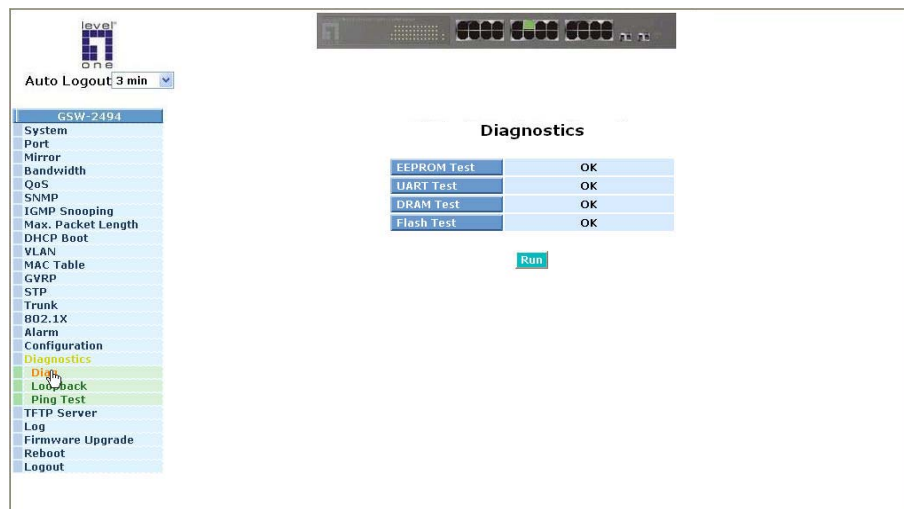 level
one
Auto Logout 3 min
GSW-2494
System
Port
Mirror
Bandwidth
QoS
SNMP
IGMP Snooping
Max. Packet Length
DHCP Boot
VLAN
MAC Table
GVRP
STP
Trunk
802.1X
Alarm
Configuration
Diagnostics
Diag
Loopback
Ping Test
TFTP Server
Log
Firmware Upgrade
Reboot
Logout
Diagnostics
EEPROM Test OK
UART Test OK
DRAM Test OK
Flash Test OK
Run